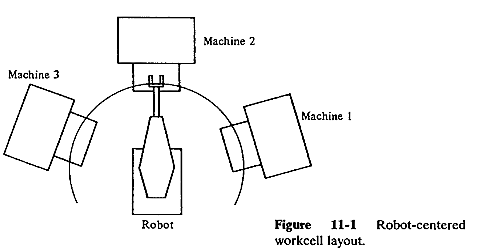 Machine 2
Machine 3
Machine 1
Robot
Figure 11-1 Robot-centered
workcell layout.